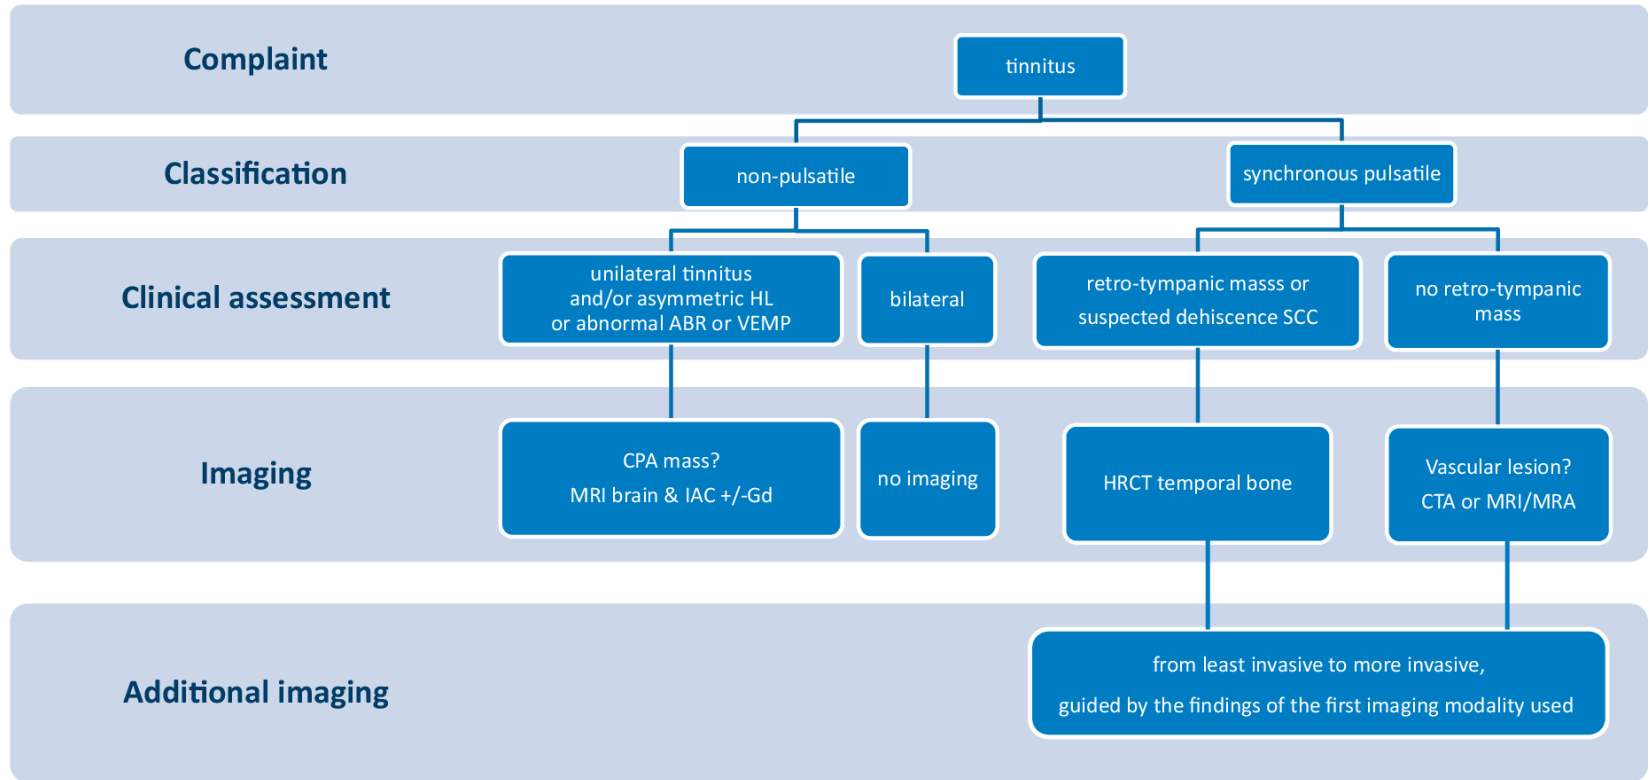 Complaint
tinnitus
Classification
non-pulsatile
synchronous pulsatile
Clinical assessment
unilateral tinnitus
and/or asymmetric HL
or abnormal ABR or VEMP
bilateral
retro-tympanic masss or
suspected dehiscence SCC
no retro-tympanic
mass
Imaging
CPA mass?
MRI brain & IAC +/-Gd
no imaging
HRCT temporal bone
Vascular lesion?
CTA or MRI/MRA
Additional imaging
from least invasive to more invasive,
guided by the findings of the first imaging modality used